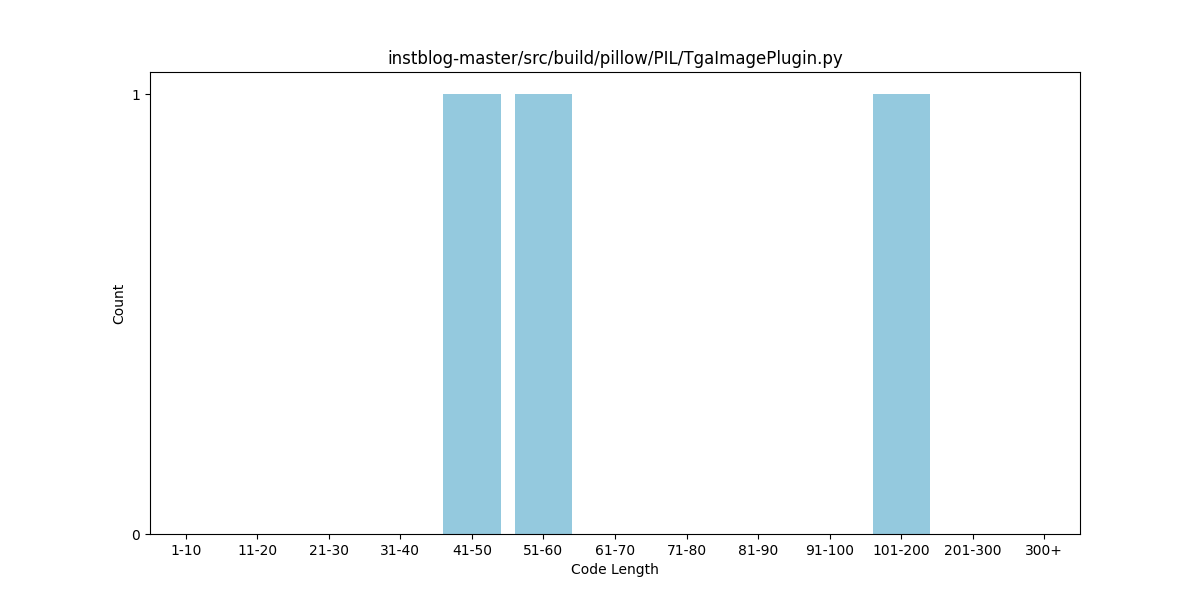 instblog-master/src/build/pillow/PIL/TgaImagePlugin.py
1
Count
0
1-10 11-20 21-30 31-40 41-50 51-60 61-70 71-80 81-90 91-100 101-200 201-300 300+
Code Length